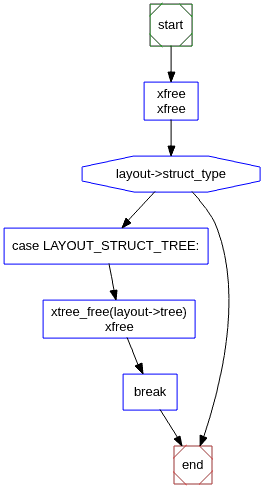 start
xfree
xfree
layout->struct_type
case LAYOUT_STRUCT_TREE:
xtree_free(layout->tree)
xfree
break
end